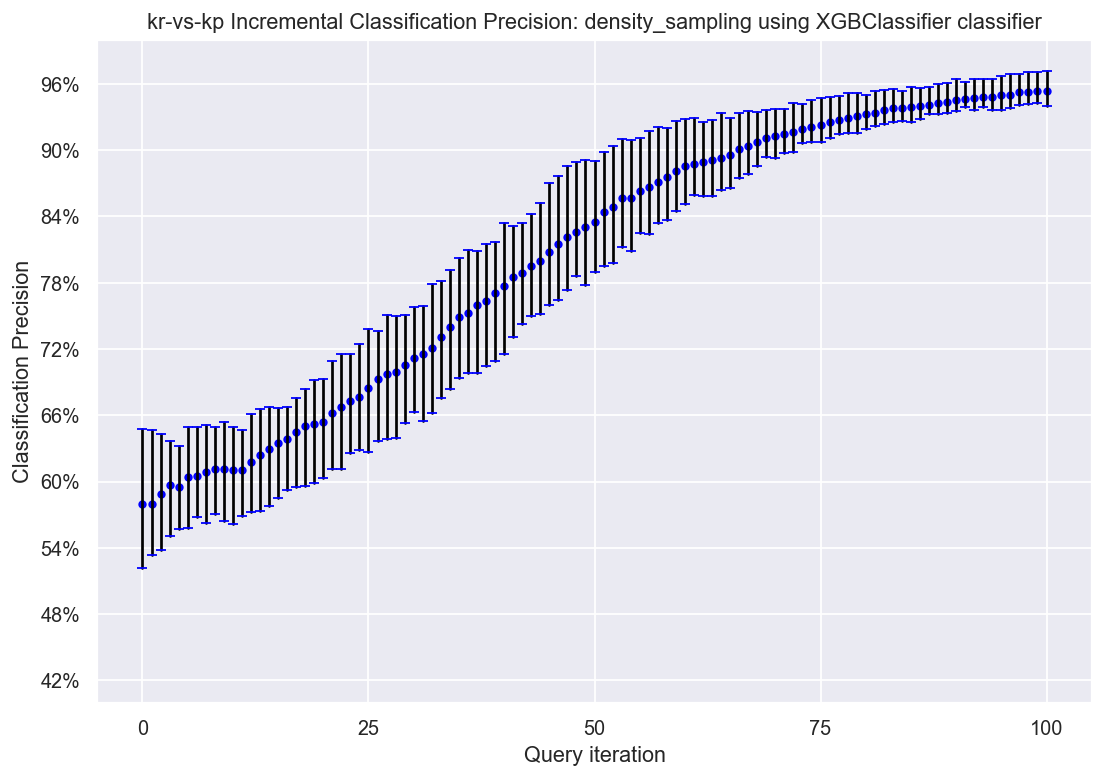 kr-vs-kp Incremental Classification Precision: density_sampling using XGBClassifier classifier
96%
90%
84%
78%
72%
66%
60%
54%
48%
42%
Classification Precision
0 25 50 75 100
Query iteration